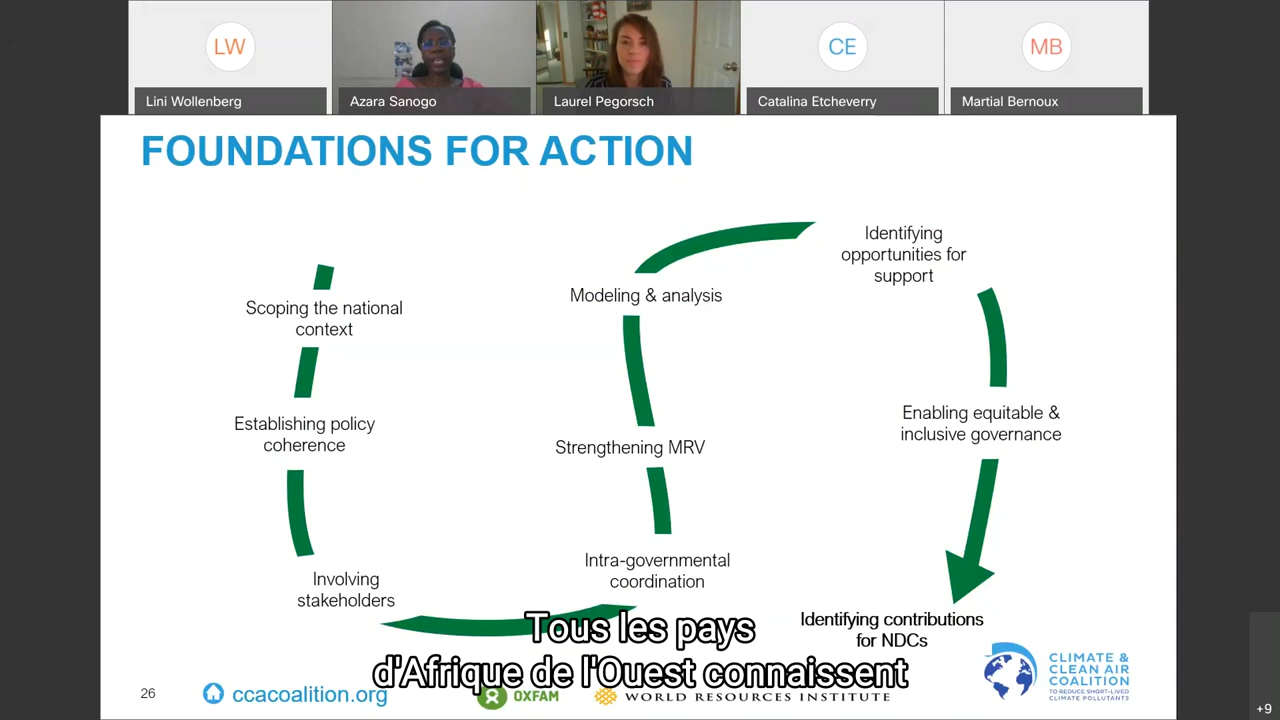 LW
CE
MB
Lini Wollenberg
Azara Sanogo
Laurel Pegorsch
Catalina Etcheverry
Martial Bernoux
FOUNDATIONS FOR ACTION
Scoping the national
context
Establishing policy
coherence
Involving
stakeholders
Intra-governmental
coordination
Strengthening MRV
Modeling & analysis
Identifying
opportunities for
support
Enabling equitable &
inclusive governance
Identifying contributions
for NDCs
Tous les pays
d'Afrique de l'Ouest connaissent
26
ccacoalition.org
OXFAM
WORLD RESOURCES INSTITUTE
CLIMATE &
CLEAN AIR
COALITION
TO REDUCE SHORT-LIVED
CLIMATE POLLUTANTS
+9